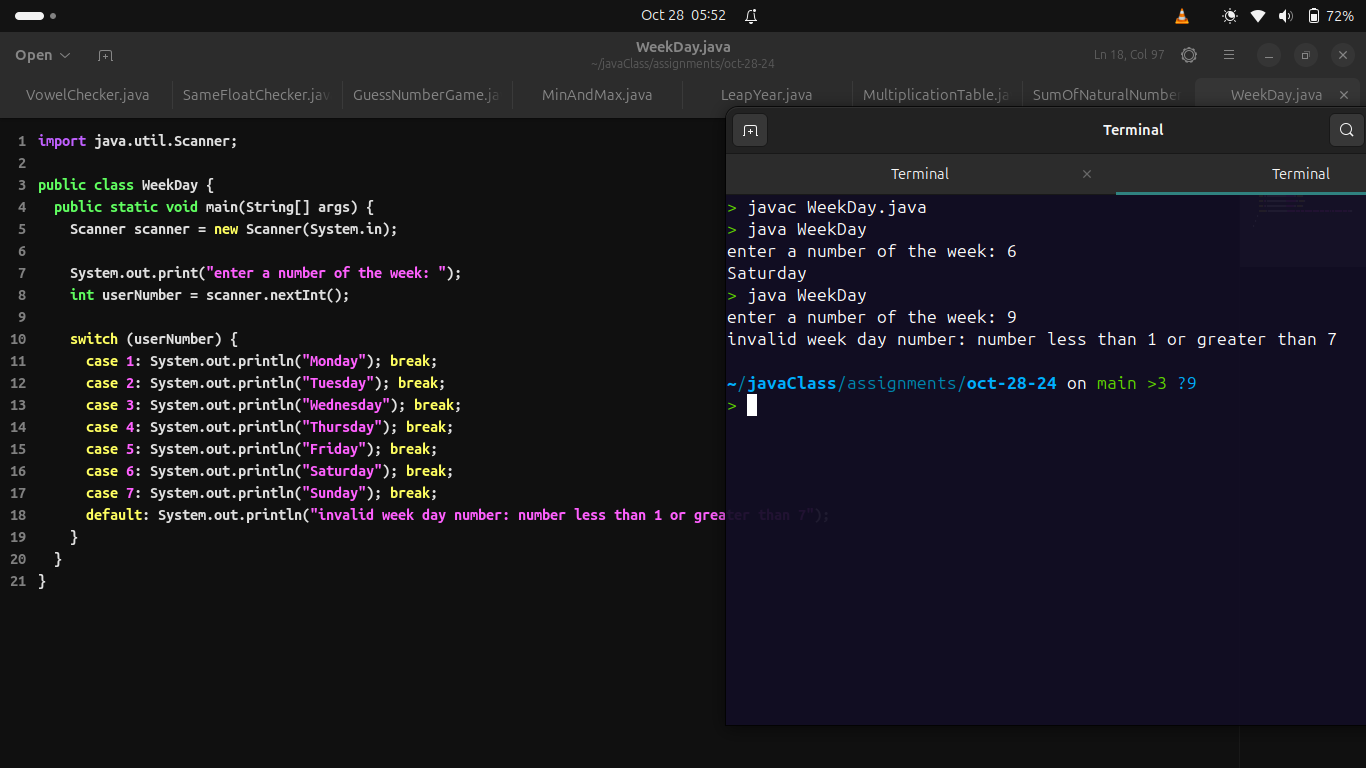 Oct 28 05:52
72%
Open
WeekDay.java
~/javaClass/assignments/oct-28-24
Ln 18, Col 97
VowelChecker.java
SameFloatChecker.jav
GuessNumberGame.ja
MinAndMax.java
LeapYear.java
MultiplicationTable.ja
SumOfNaturalNumbe
WeekDay.java
1 import java.util.Scanner;
2
3 public class WeekDay {
4   public static void main(String[] args) {
5     Scanner scanner = new Scanner(System.in);
6
7     System.out.print("enter a number of the week: ");
8     int userNumber = scanner.nextInt();
9
10     switch (userNumber) {
11       case 1: System.out.println("Monday"); break;
12       case 2: System.out.println("Tuesday"); break;
13       case 3: System.out.println("Wednesday"); break;
14       case 4: System.out.println("Thursday"); break;
15       case 5: System.out.println("Friday"); break;
16       case 6: System.out.println("Saturday"); break;
17       case 7: System.out.println("Sunday"); break;
18       default: System.out.println("invalid week day number: number less than 1 or greater than 7");
19     }
20   }
21 }
Terminal
Terminal
Terminal
> javac WeekDay.java
> java WeekDay
enter a number of the week: 6
Saturday
> java WeekDay
enter a number of the week: 9
invalid week day number: number less than 1 or greater than 7
~/javaClass/assignments/oct-28-24 on main >3 ?9
>